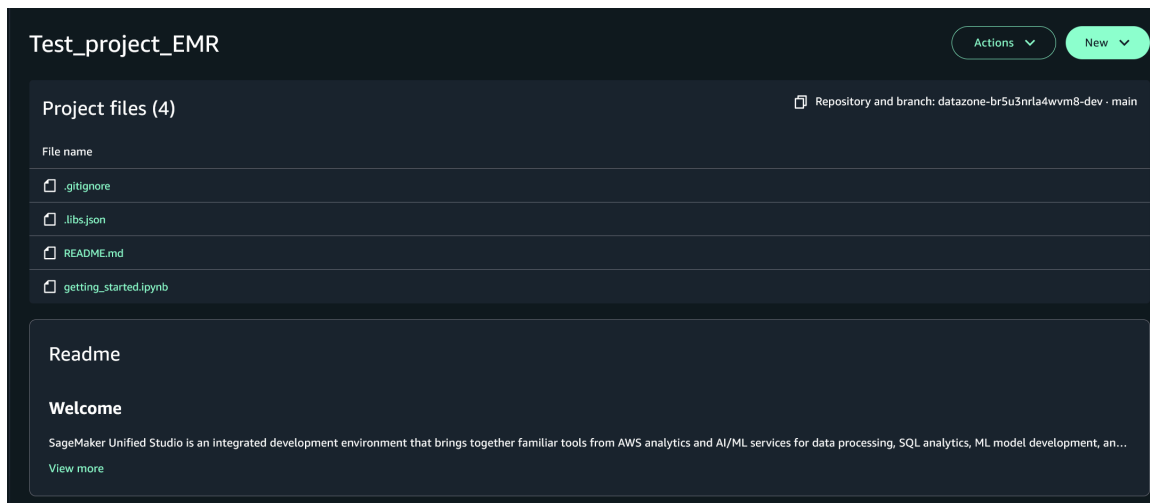 Test_project_EMR
Actions
New
Project files (4)
Repository and branch: datazone-br5u3nrla4wvm8-dev · main
File name
.gitignore
.libs.json
README.md
getting_started.ipynb
Readme
Welcome
SageMaker Unified Studio is an integrated development environment that brings together familiar tools from AWS analytics and AI/ML services for data processing, SQL analytics, ML model development, an...
View more